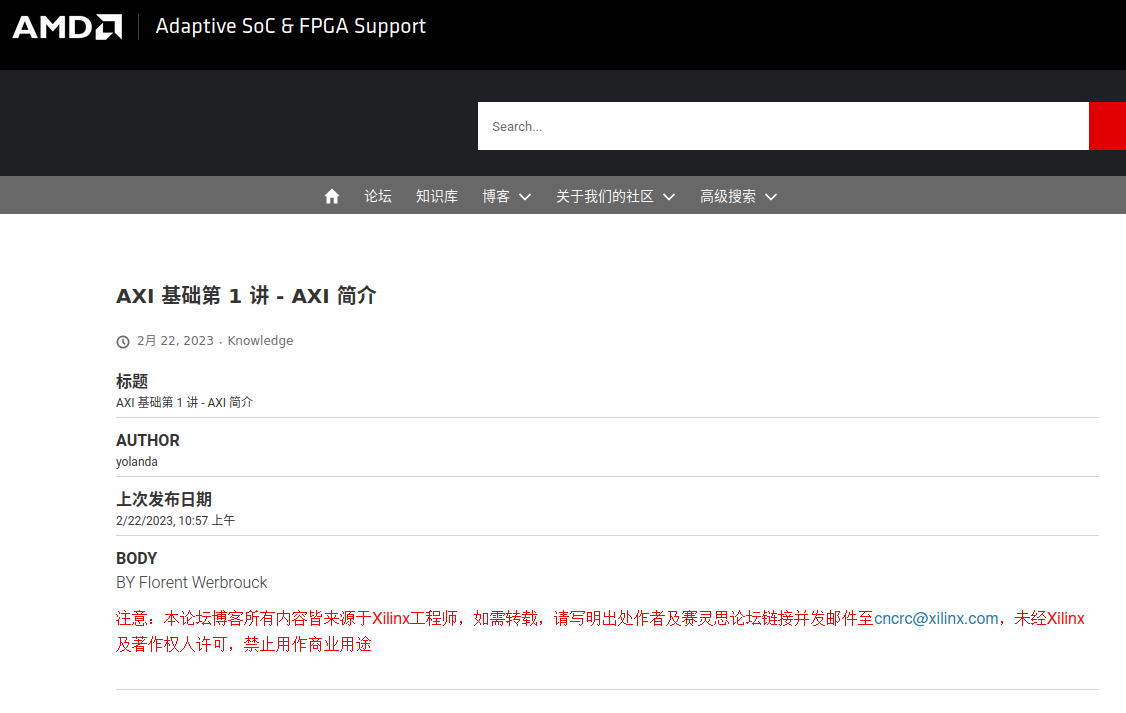 AMD Adaptive SoC & FPGA Support
Search...
论坛 知识库 博客 关于我们的社区 高级搜索
AXI 基础第 1 讲 - AXI 简介
2月 22, 2023 · Knowledge
标题
AXI 基础第 1 讲 - AXI 简介
AUTHOR
yolanda
上次发布日期
2/22/2023, 10:57 上午
BODY
BY Florent Werbrouck
注意：本论坛博客所有内容皆来源于Xilinx工程师，如需转载，请写明出处作者及赛灵思论坛链接并发邮件至cncrc@xilinx.com，未经Xilinx
及著作权人许可，禁止用作商业用途